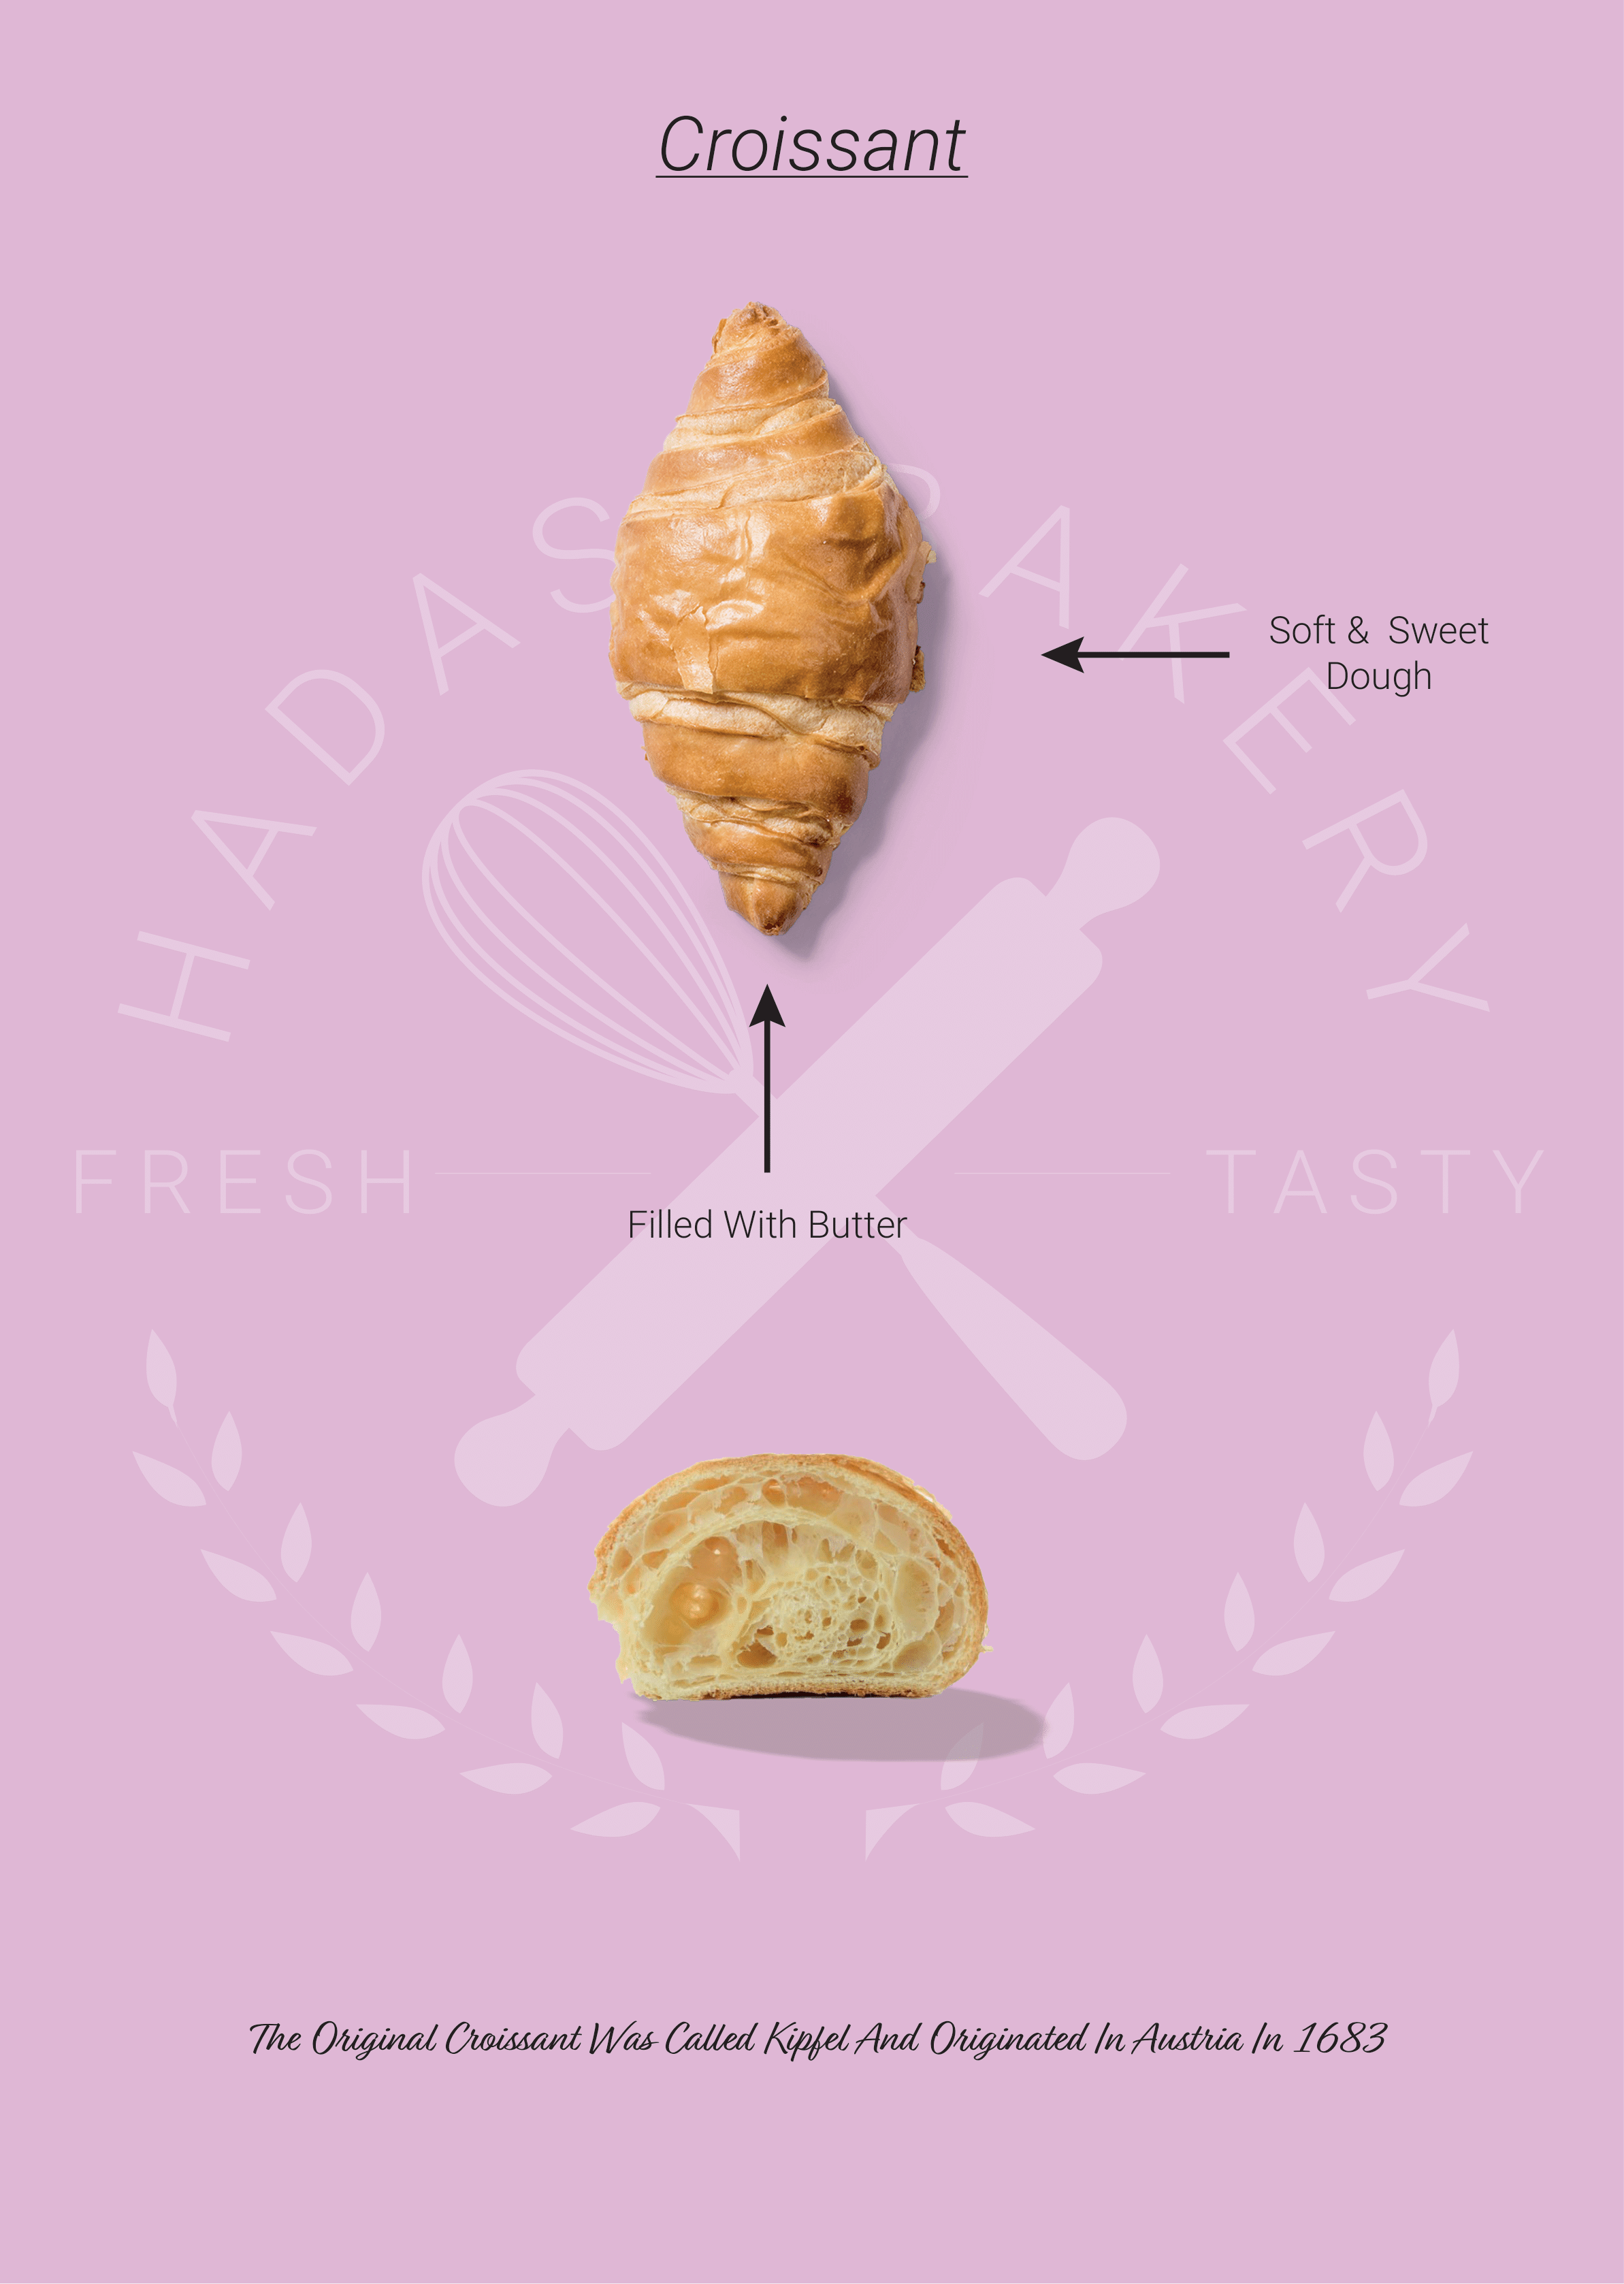 Croissant
HADAS BAKERY
Soft & Sweet
Dough
FRESH TASTY
Filled With Butter
The Original Croissant Was Called Kipfel And Originated In Austria In 1683